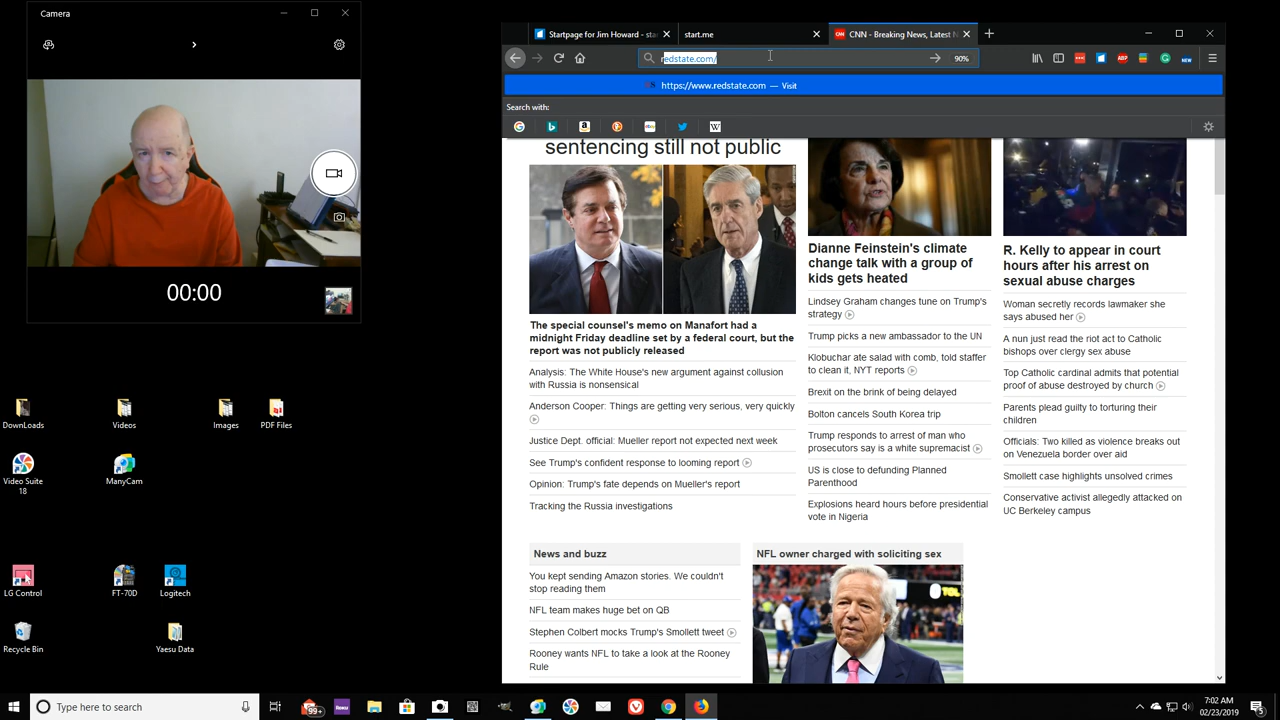 Camera
00:00
DownLoads
Videos
Images
PDF Files
Video Suite
18
ManyCam
LG Control
FT-70D
Logitech
Recycle Bin
Yaesu Data
Startpage for Jim Howard - sta
start.me
CNN - Breaking News, Latest N
redstate.com/
90%
https://www.redstate.com — Visit
Search with:
sentencing still not public
The special counsel's memo on Manafort had a
midnight Friday deadline set by a federal court, but the
report was not publicly released
Analysis: The White House's new argument against collusion
with Russia is nonsensical
Anderson Cooper: Things are getting very serious, very quickly
Justice Dept. official: Mueller report not expected next week
See Trump's confident response to looming report
Opinion: Trump's fate depends on Mueller's report
Tracking the Russia investigations
Dianne Feinstein's climate
change talk with a group of
kids gets heated
Lindsey Graham changes tune on Trump's
strategy
Trump picks a new ambassador to the UN
Klobuchar ate salad with comb, told staffer
to clean it, NYT reports
Brexit on the brink of being delayed
Bolton cancels South Korea trip
Trump responds to arrest of man who
prosecutors say is a white supremacist
US is close to defunding Planned
Parenthood
Explosions heard hours before presidential
vote in Nigeria
R. Kelly to appear in court
hours after his arrest on
sexual abuse charges
Woman secretly records lawmaker she
says abused her
A nun just read the riot act to Catholic
bishops over clergy sex abuse
Top Catholic cardinal admits that potential
proof of abuse destroyed by church
Parents plead guilty to torturing their
children
Officials: Two killed as violence breaks out
on Venezuela border over aid
Smollett case highlights unsolved crimes
Conservative activist allegedly attacked on
UC Berkeley campus
News and buzz
You kept sending Amazon stories. We couldn't
stop reading them
NFL team makes huge bet on QB
Stephen Colbert mocks Trump's Smollett tweet
Rooney wants NFL to take a look at the Rooney
Rule
NFL owner charged with soliciting sex
Type here to search
99+
7:02 AM
02/23/2019